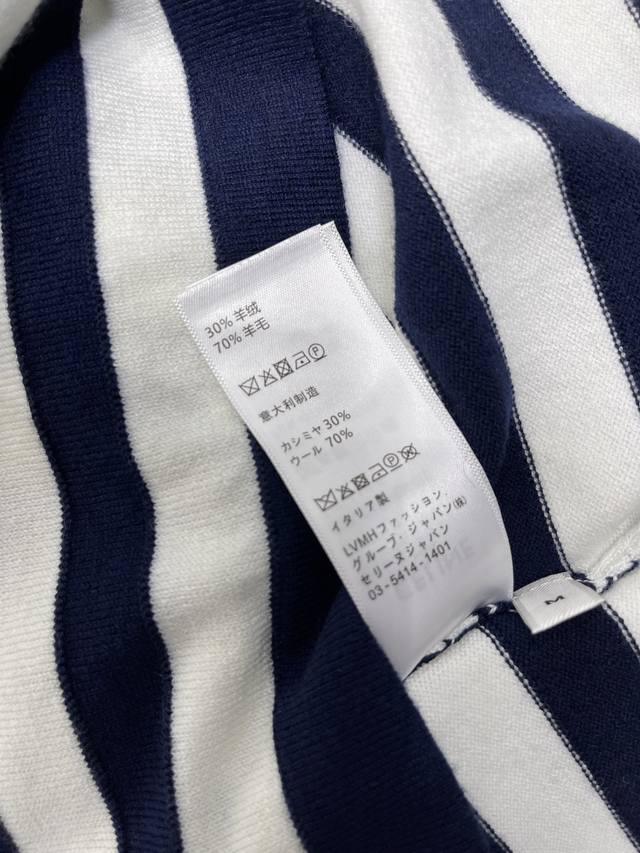 30% 羊绒
70% 羊毛
意大利制造
カシミヤ 30%
ウール 70%
イタリア製
LVMHファッション.
グループ・ジャパン(株)
セリーヌジャパン
03-5414-1401
CELINE
M